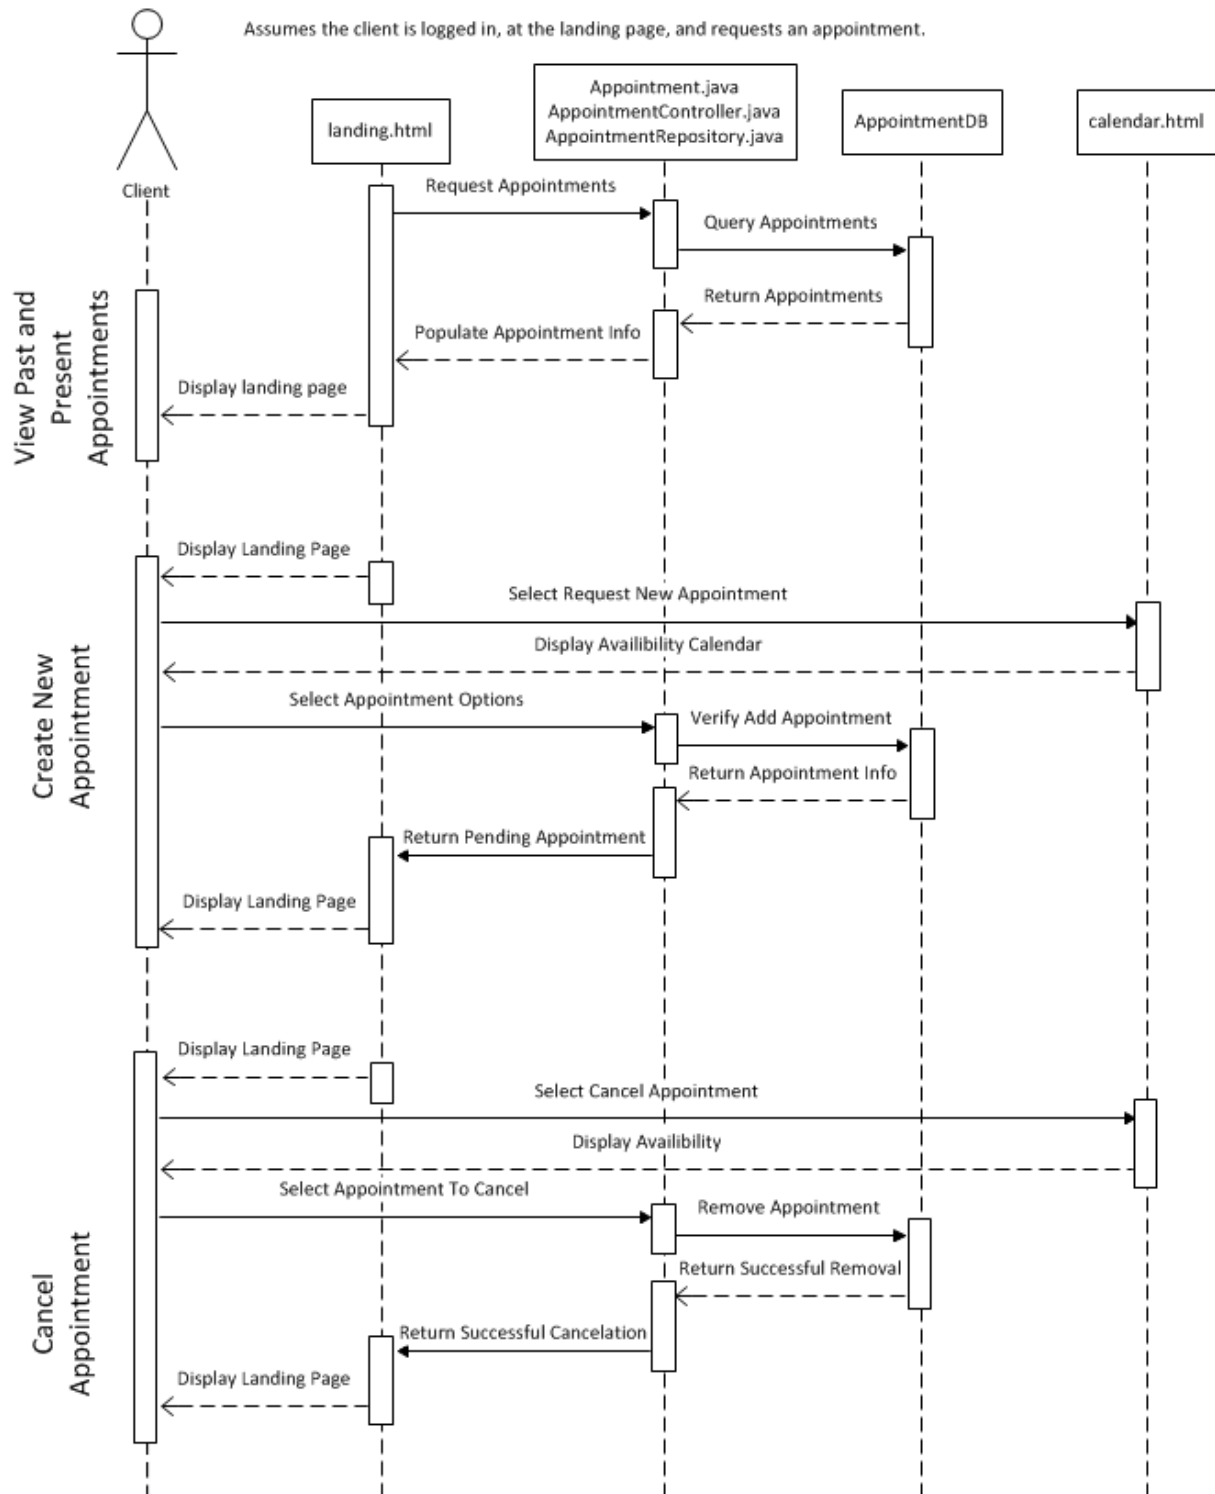 Assumes the client is logged in, at the landing page, and requests an appointment.
Client
landing.html
Appointment.java
AppointmentController.java
AppointmentRepository.java
AppointmentDB
calendar.html
View Past and
Present
Appointments
Request Appointments
Query Appointments
Return Appointments
Populate Appointment Info
Display landing page
Create New
Appointment
Display Landing Page
Select Request New Appointment
Display Availibility Calendar
Select Appointment Options
Verify Add Appointment
Return Appointment Info
Return Pending Appointment
Display Landing Page
Cancel
Appointment
Display Landing Page
Select Cancel Appointment
Display Availibility
Select Appointment To Cancel
Remove Appointment
Return Successful Removal
Return Successful Cancelation
Display Landing Page